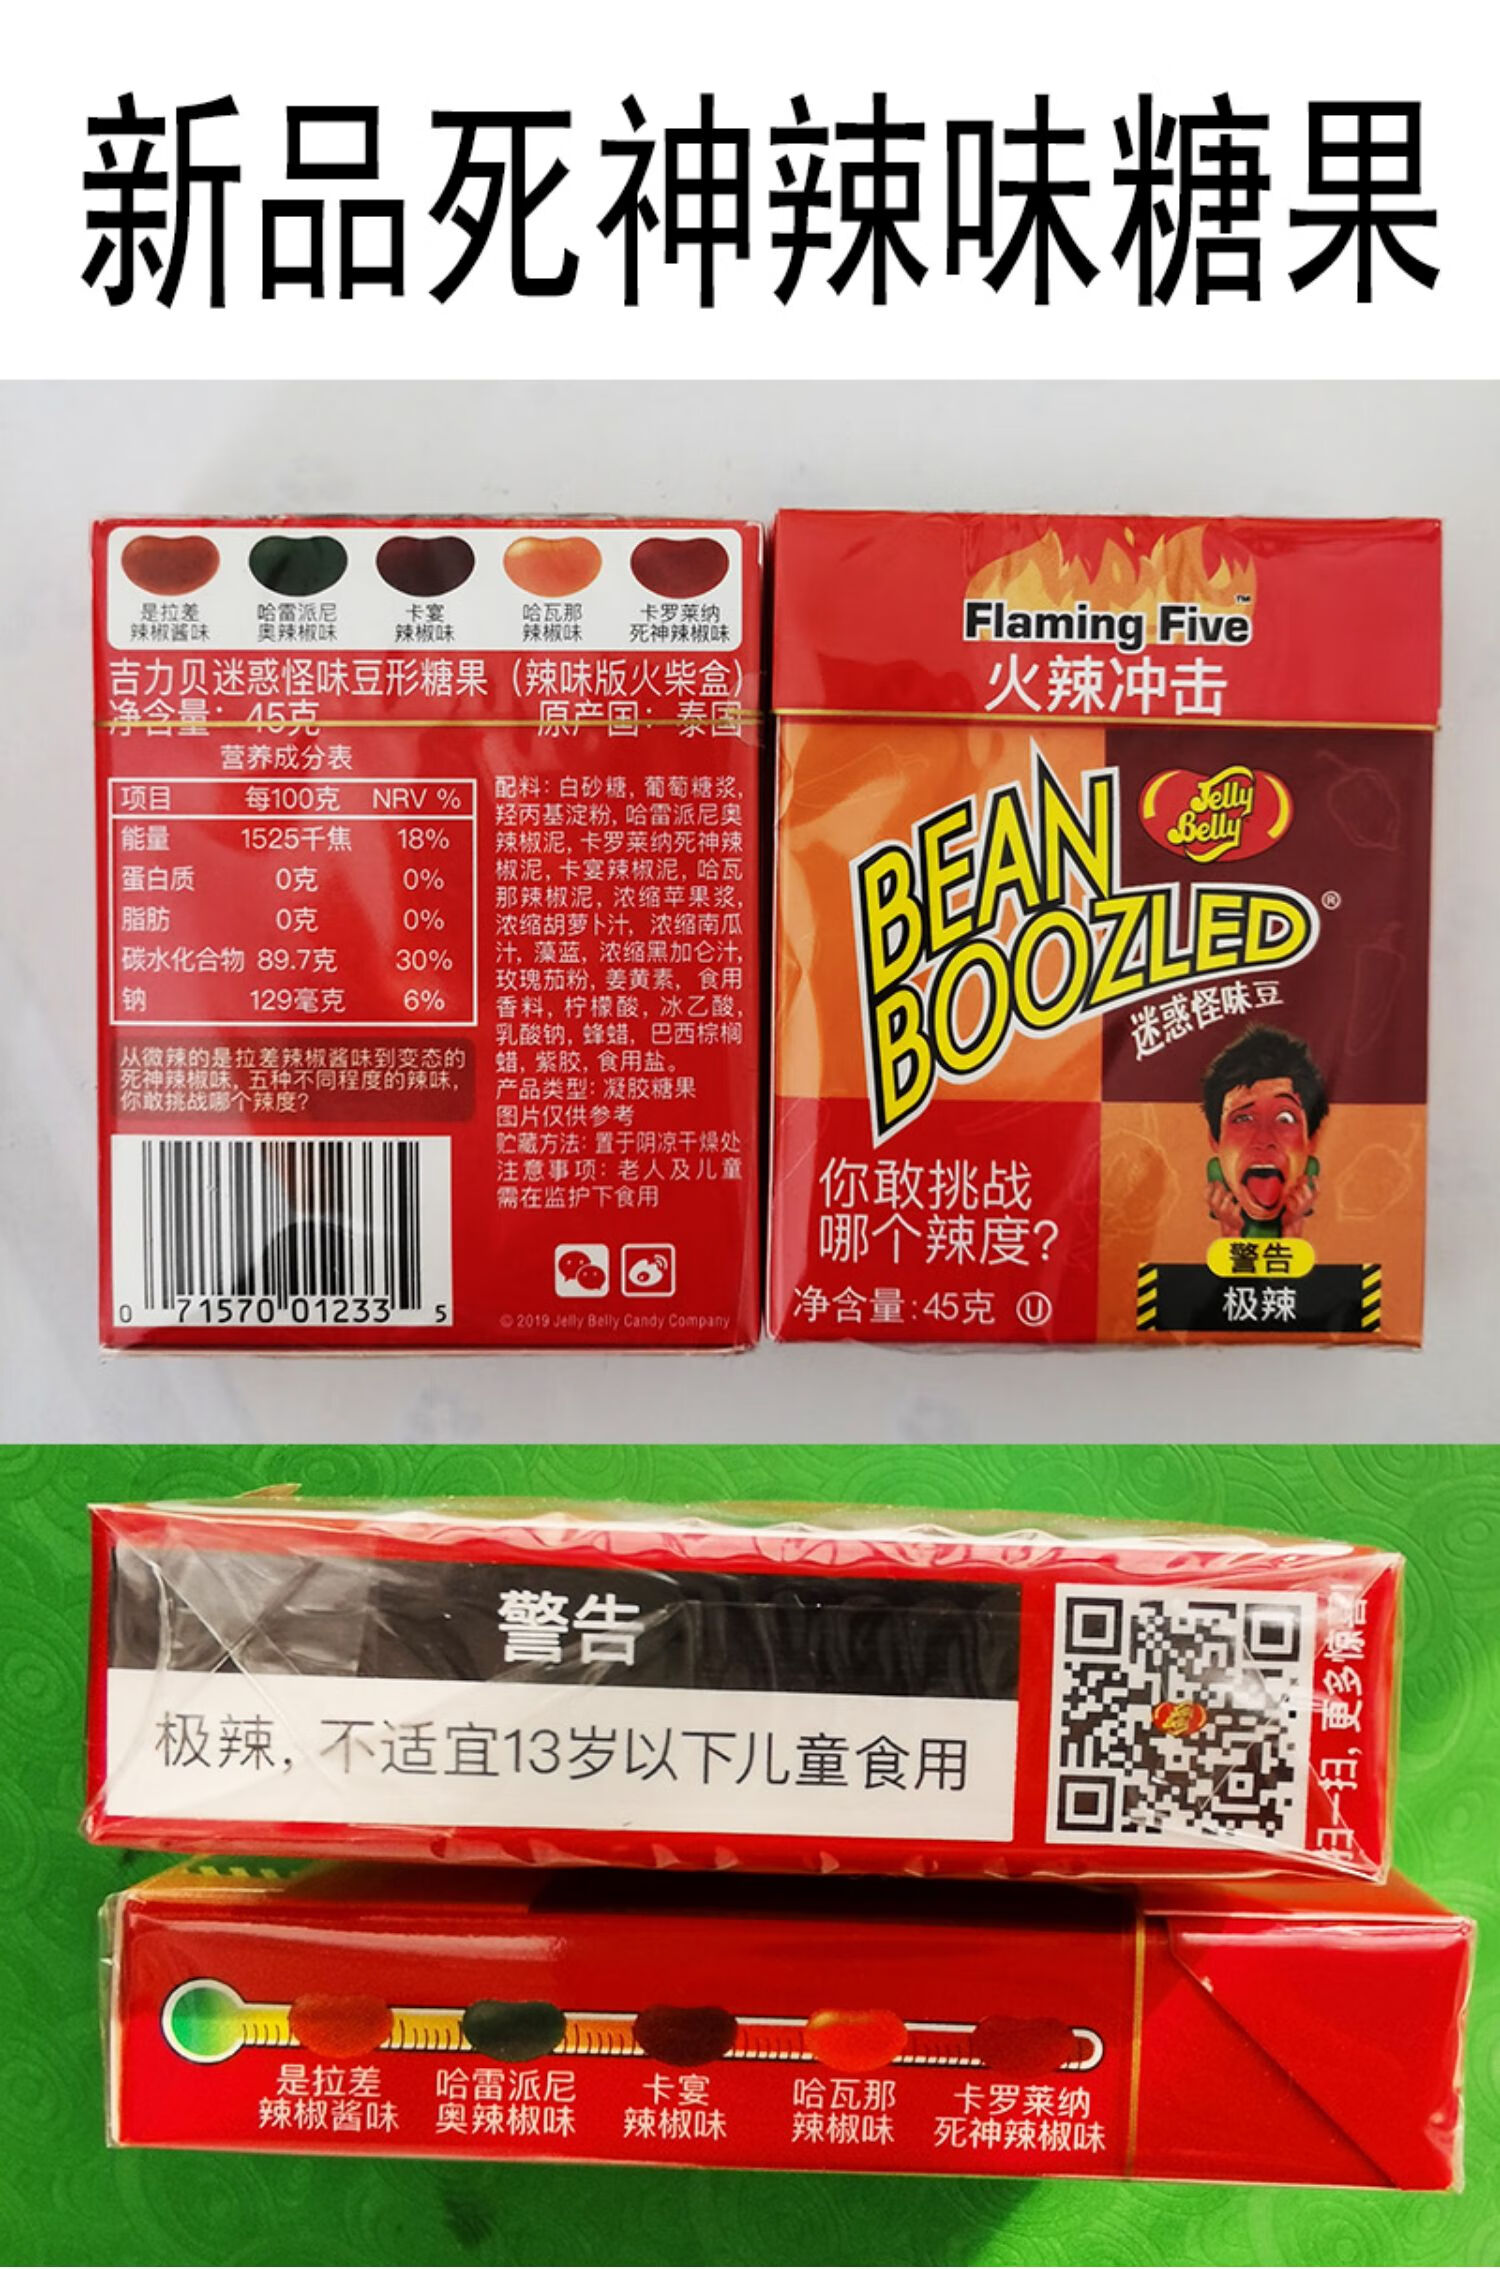 新品死神辣味糖果
是拉差
辣椒酱味
哈雷派尼
奥辣椒味
卡宴
辣椒味
哈瓦那
辣椒味
卡罗莱纳
死神辣椒味
吉力贝迷惑怪味豆形糖果（辣味版火柴盒）
净含量：45克 原产国：泰国
营养成分表
项目 每100克 NRV %
能量 1525千焦 18%
蛋白质 0克 0%
脂肪 0克 0%
碳水化合物 89.7克 30%
钠 129毫克 6%
从微辣的是拉差辣椒酱味到变态的
死神辣椒味，五种不同程度的辣味，
你敢挑战哪个辣度？
0 71570 01233 5
配料：白砂糖，葡萄糖浆，
羟丙基淀粉，哈雷派尼奥
辣椒泥，卡罗莱纳死神辣
椒泥，卡宴辣椒泥，哈瓦
那辣椒泥，浓缩苹果浆，
浓缩胡萝卜汁，浓缩南瓜
汁，藻蓝，浓缩黑加仑汁，
玫瑰茄粉，姜黄素，食用
香料，柠檬酸，冰乙酸，
乳酸钠，蜂蜡，巴西棕榈
蜡，紫胶，食用盐。
产品类型：凝胶糖果
图片仅供参考
贮藏方法：置于阴凉干燥处
注意事项：老人及儿童
需在监护下食用
© 2019 Jelly Belly Candy Company
Flaming Five™
火辣冲击
Jelly
Belly
BEAN
BOOZLED®
迷惑怪味豆
你敢挑战
哪个辣度？
净含量：45克 Ⓤ
警告
极辣
警告
极辣，不适宜13岁以下儿童食用
扫一扫，更多惊喜！
是拉差
辣椒酱味
哈雷派尼
奥辣椒味
卡宴
辣椒味
哈瓦那
辣椒味
卡罗莱纳
死神辣椒味